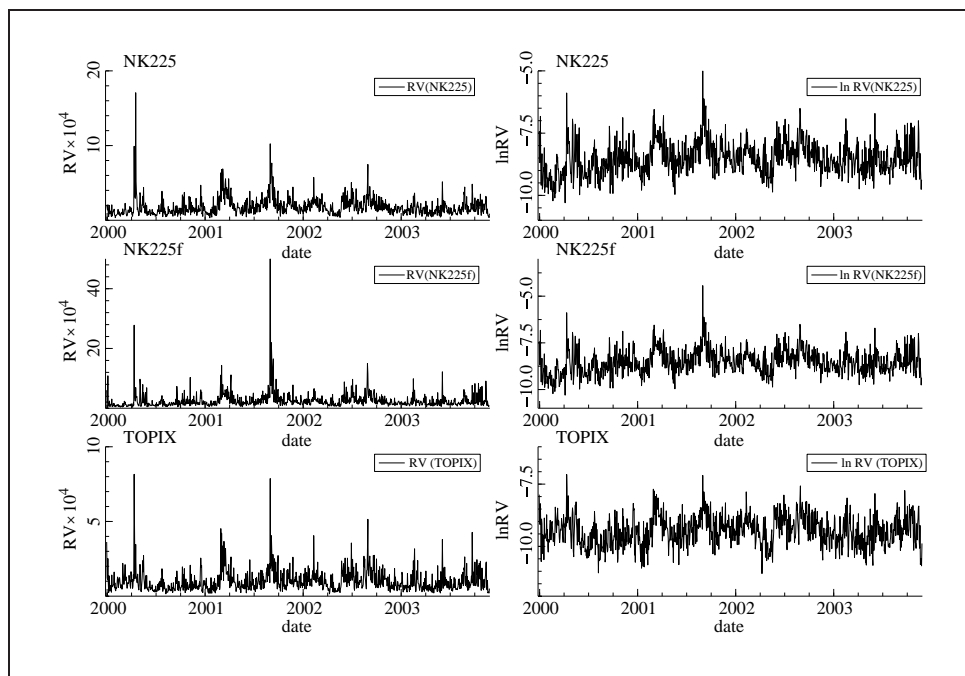 NK225
RV×10⁴
20
10
RV(NK225)
2000 2001 2002 2003
date
NK225
lnRV
−5.0
−7.5
−10.0
ln RV(NK225)
2000 2001 2002 2003
date
NK225f
RV×10⁴
40
20
RV(NK225f)
2000 2001 2002 2003
date
NK225f
lnRV
−5.0
−7.5
−10.0
ln RV(NK225f)
2000 2001 2002 2003
date
TOPIX
RV×10⁴
10
5
RV (TOPIX)
2000 2001 2002 2003
date
TOPIX
lnRV
−7.5
−10.0
ln RV (TOPIX)
2000 2001 2002 2003
date